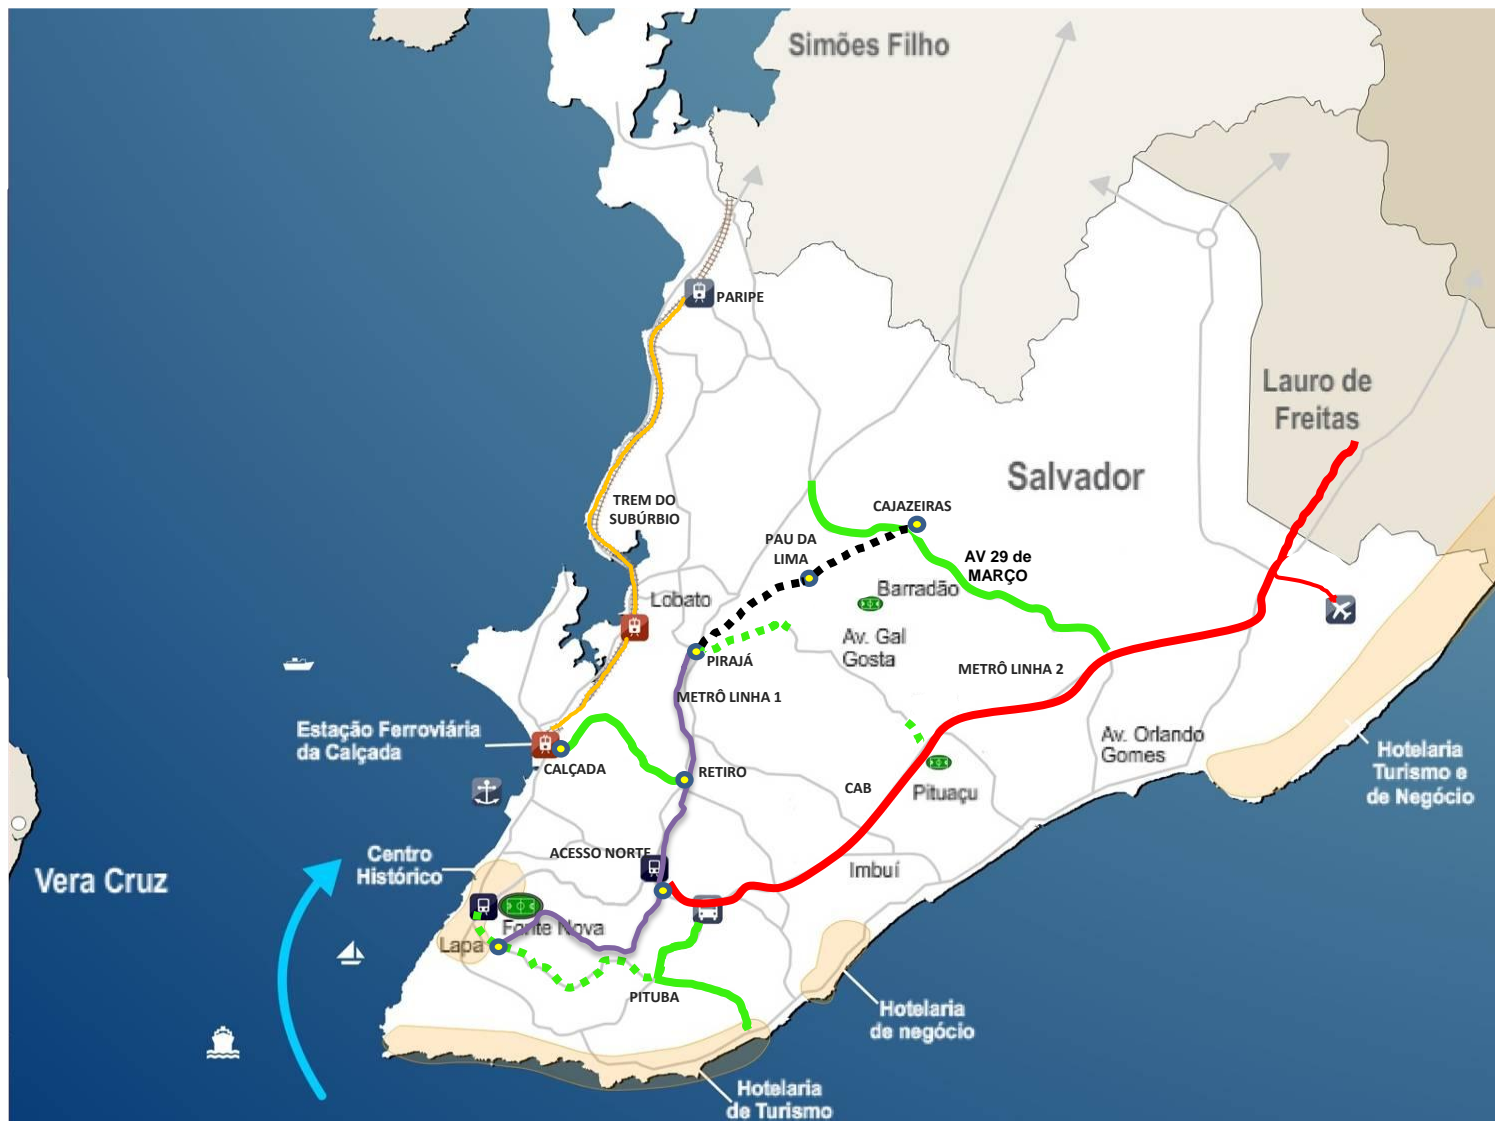 Simões Filho
PARIPE
Lauro de
Freitas
Salvador
TREM DO
SUBÚRBIO
CAJAZEIRAS
PAU DA
LIMA
AV 29 de
MARÇO
Barradão
Lobato
Av. Gal
Gosta
PIRAJÁ
METRÔ LINHA 2
METRÔ LINHA 1
Estação Ferroviária
da Calçada
Av. Orlando
Gomes
Hotelaria
Turismo e
de Negócio
CALÇADA
RETIRO
CAB
Pituaçu
ACESSO NORTE
Centro
Histórico
Imbuí
Vera Cruz
Fonte Nova
Lapa
PITUBA
Hotelaria
de negócio
Hotelaria
de Turismo